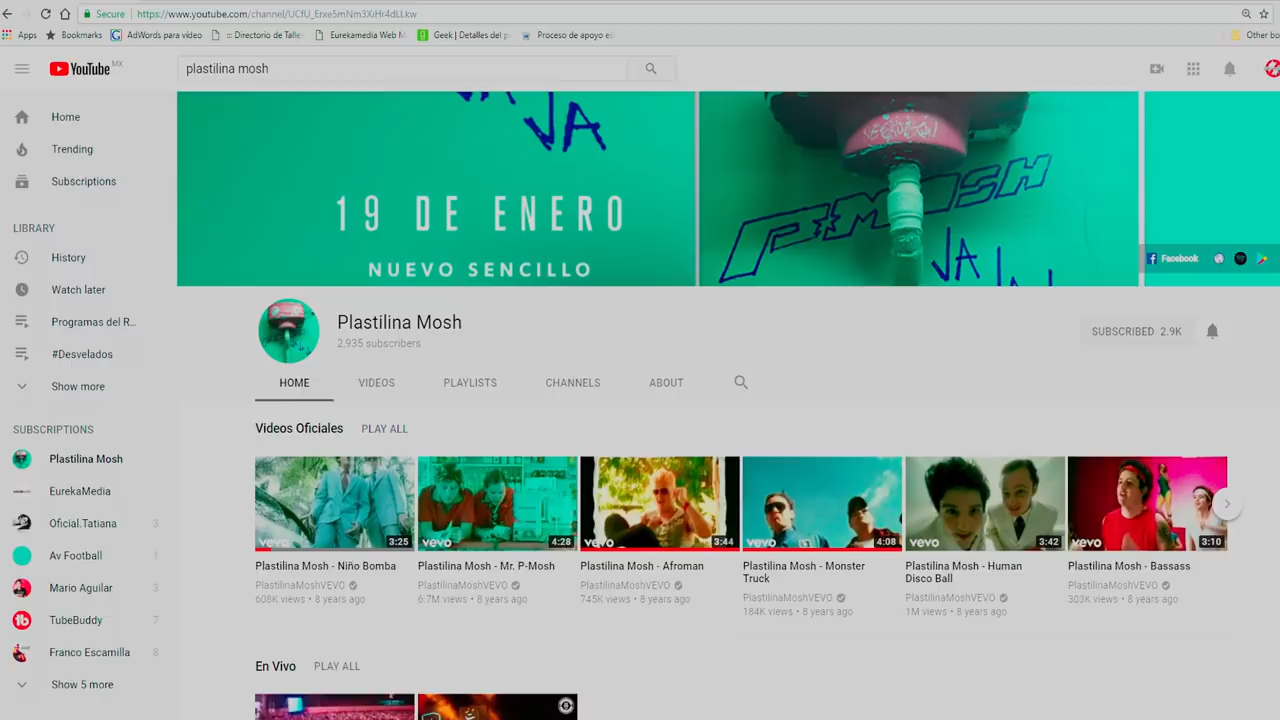 Secure https://www.youtube.com/channel/UCfU_Erxe5mNm3XiHr4dLLkw
Apps Bookmarks AdWords para vídeo ::: Directorio de Talle Eurekamedia Web M Geek | Detalles del p Proceso de apoyo ec Other bo
YouTube MX
plastilina mosh
Home
Trending
Subscriptions
LIBRARY
History
Watch later
Programas del R...
#Desvelados
Show more
SUBSCRIPTIONS
Plastilina Mosh
EurekaMedia
Oficial.Tatiana 3
Av Football 1
Mario Aguilar 3
TubeBuddy 7
Franco Escamilla 8
Show 5 more
JA
19 DE ENERO
NUEVO SENCILLO
P★MOSH
JA
Facebook
Plastilina Mosh
2,935 subscribers
SUBSCRIBED 2.9K
HOME VIDEOS PLAYLISTS CHANNELS ABOUT
Videos Oficiales PLAY ALL
vevo 3:25
Plastilina Mosh - Niño Bomba
PlastilinaMoshVEVO
608K views • 8 years ago
vevo 4:28
Plastilina Mosh - Mr. P-Mosh
PlastilinaMoshVEVO
6.7M views • 8 years ago
vevo 3:44
Plastilina Mosh - Afroman
PlastilinaMoshVEVO
745K views • 8 years ago
vevo 4:08
Plastilina Mosh - Monster
Truck
PlastilinaMoshVEVO
184K views • 8 years ago
vevo 3:42
Plastilina Mosh - Human
Disco Ball
PlastilinaMoshVEVO
1M views • 8 years ago
vevo 3:10
Plastilina Mosh - Bassass
PlastilinaMoshVEVO
303K views • 8 years ago
En Vivo PLAY ALL